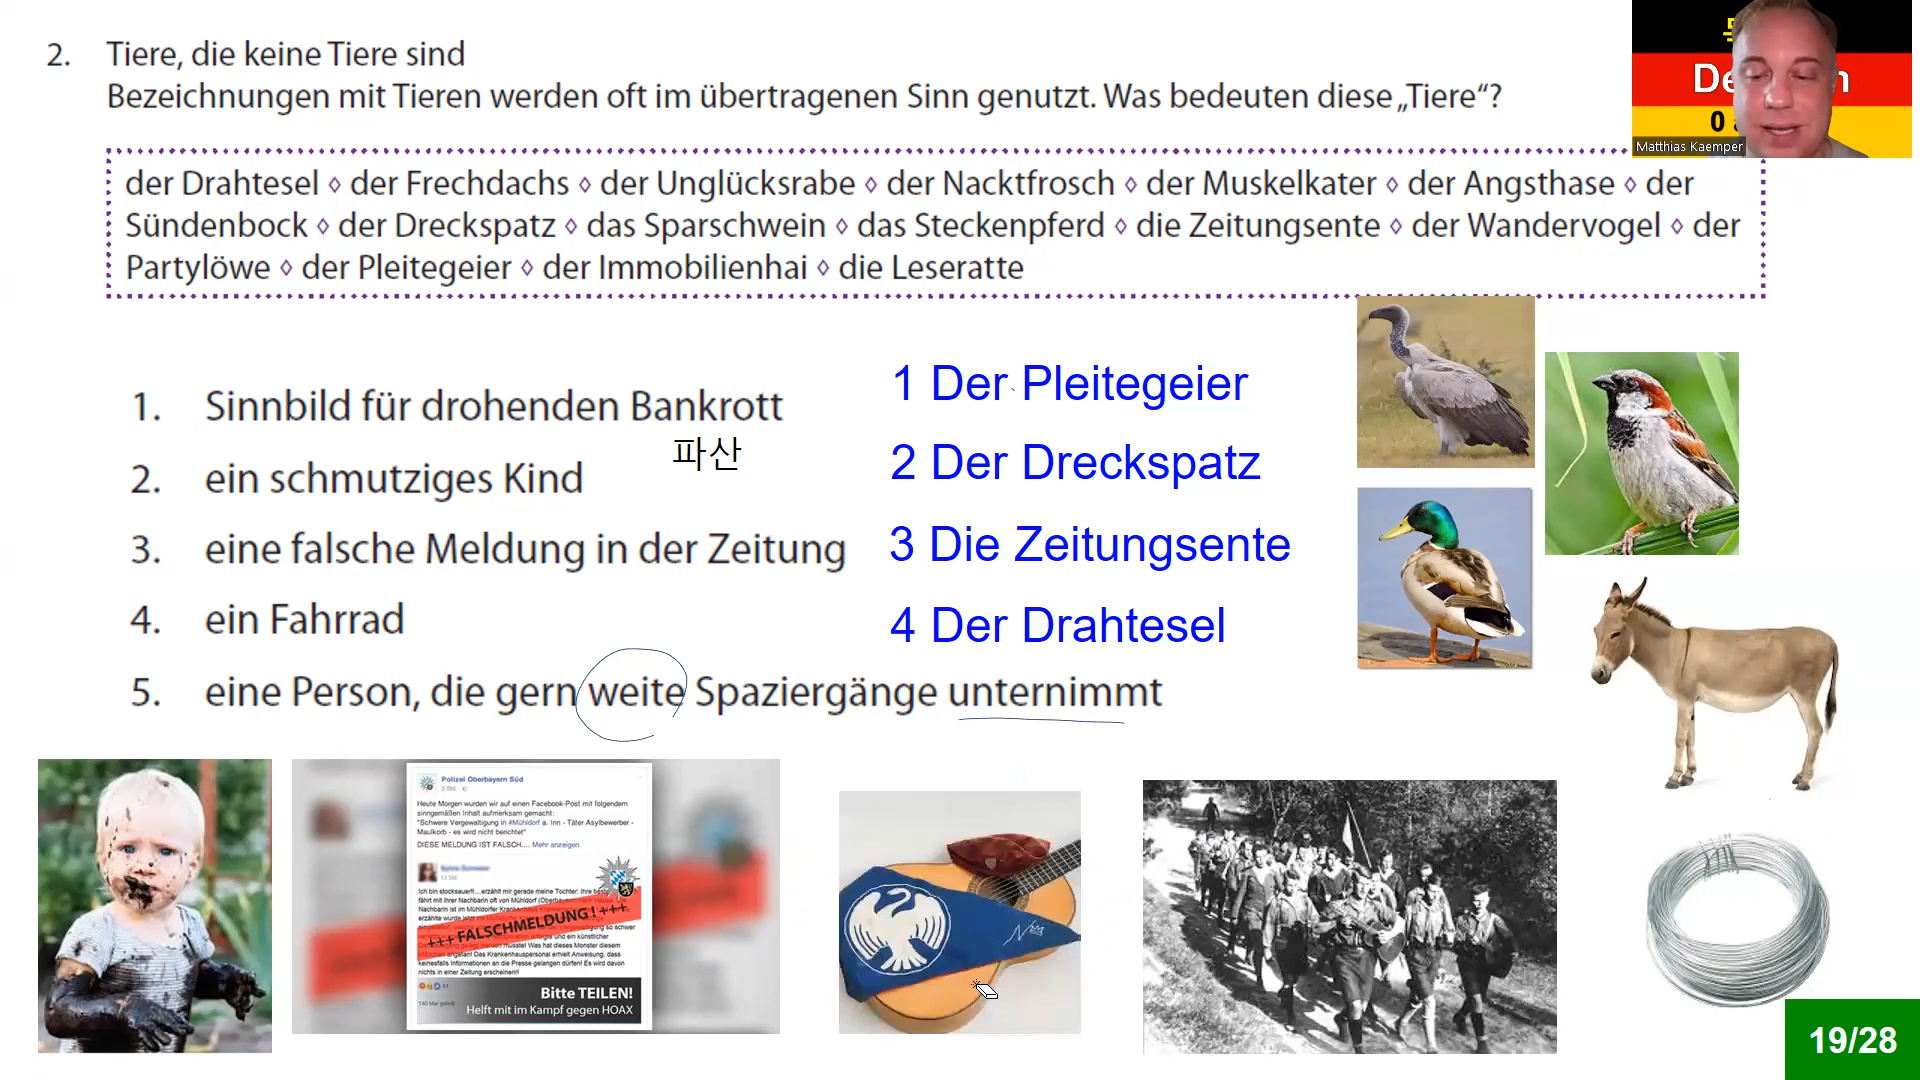 2. Tiere, die keine Tiere sind
Bezeichnungen mit Tieren werden oft im übertragenen Sinn genutzt. Was bedeuten diese „Tiere“?
der Drahtesel ◊ der Frechdachs ◊ der Unglücksrabe ◊ der Nacktfrosch ◊ der Muskelkater ◊ der Angsthase ◊ der
Sündenbock ◊ der Dreckspatz ◊ das Sparschwein ◊ das Steckenpferd ◊ die Zeitungsente ◊ der Wandervogel ◊ der
Partylöwe ◊ der Pleitegeier ◊ der Immobilienhai ◊ die Leseratte
Matthias Kaemper
1. Sinnbild für drohenden Bankrott
파산
2. ein schmutziges Kind
3. eine falsche Meldung in der Zeitung
4. ein Fahrrad
5. eine Person, die gern weite Spaziergänge unternimmt
1 Der Pleitegeier
2 Der Dreckspatz
3 Die Zeitungsente
4 Der Drahtesel
Polizei Oberbayern Süd
Heute Morgen wurden wir auf einen Facebook-Post mit folgendem
sinngemäßen Inhalt aufmerksam gemacht:
"Schwere Vergewaltigung in #Mühldorf a. Inn - Täter Asylbewerber -
Maulkorb - es wird nicht berichtet"
DIESE MELDUNG IST FALSCH.... Mehr anzeigen
+++ FALSCHMELDUNG! +++
Bitte TEILEN!
Helft mit im Kampf gegen HOAX
19/28